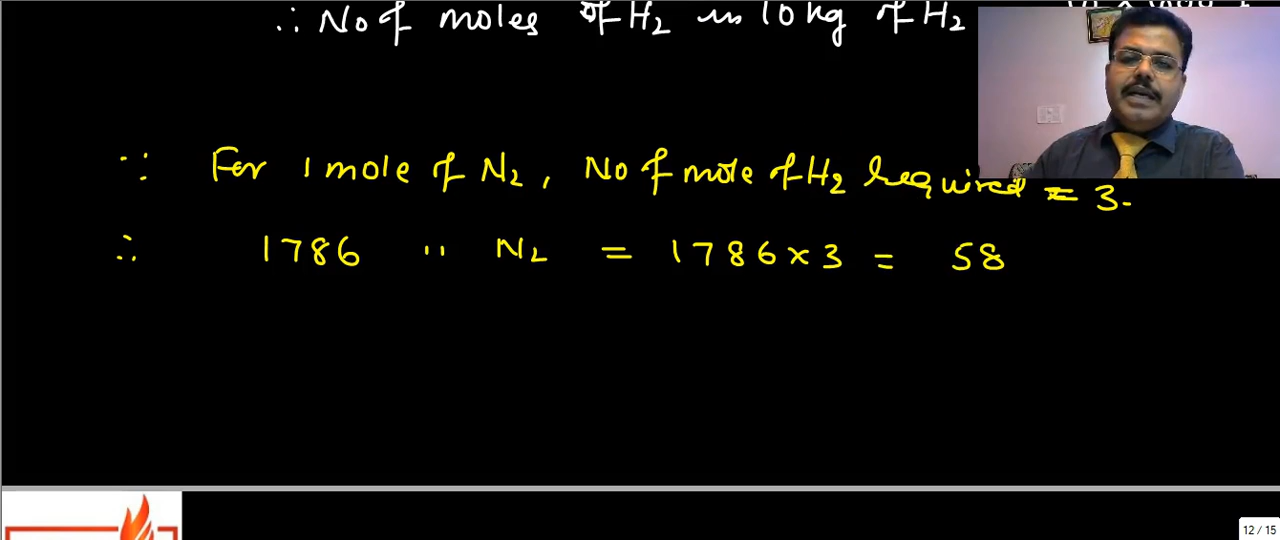 ∴ No of moles of H2 in 10 kg of H2
∵ For 1 mole of N2, No of mole of H2 required = 3.
∴ 1786 '' N2 = 1786×3 = 58
12 / 15